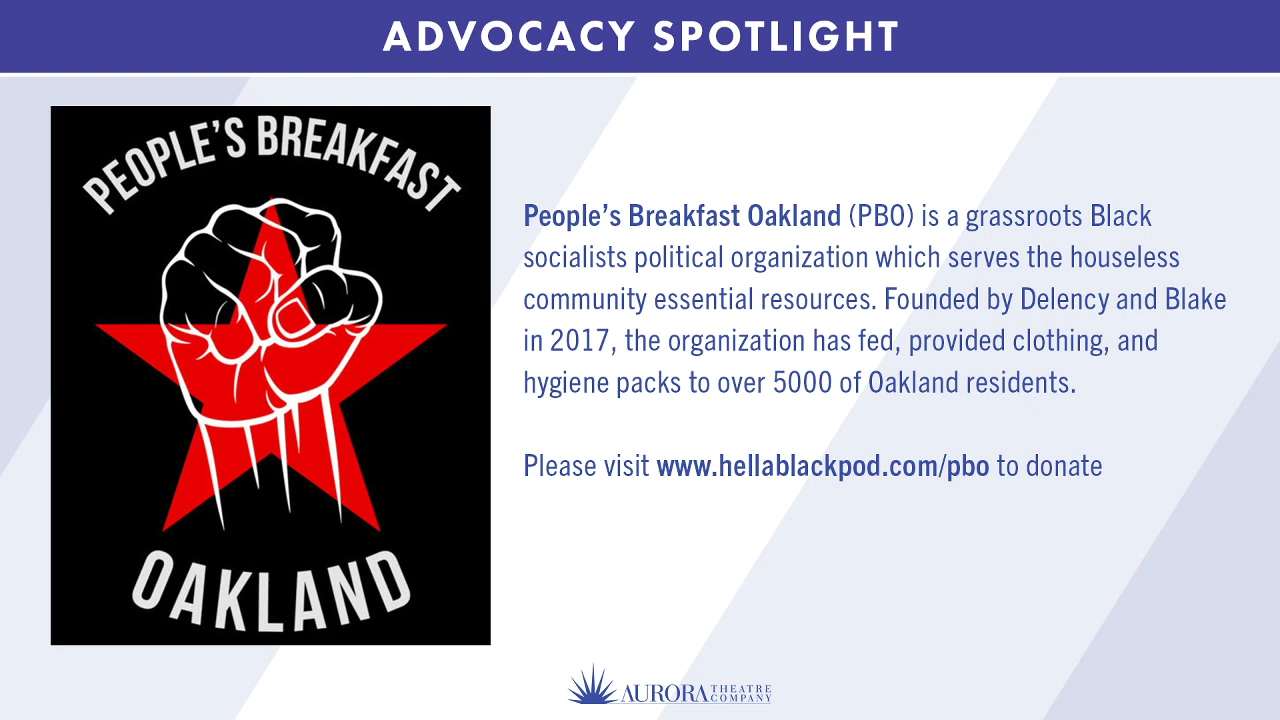 ADVOCACY SPOTLIGHT
PEOPLE'S BREAKFAST
OAKLAND
People's Breakfast Oakland (PBO) is a grassroots Black
socialists political organization which serves the houseless
community essential resources. Founded by Delency and Blake
in 2017, the organization has fed, provided clothing, and
hygiene packs to over 5000 of Oakland residents.
Please visit www.hellablackpod.com/pbo to donate
AURORA THEATRE COMPANY